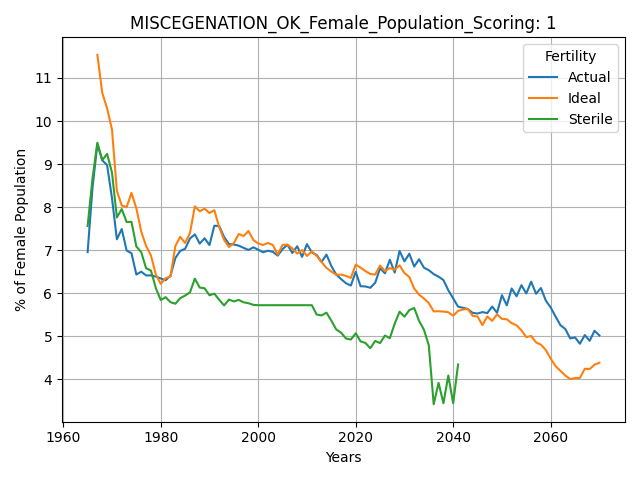 MISCEGENATION_OK_Female_Population_Scoring: 1
Fertility
Actual
Ideal
Sterile
% of Female Population
11
10
9
8
7
6
5
4
1960
1980
2000
2020
2040
2060
Years